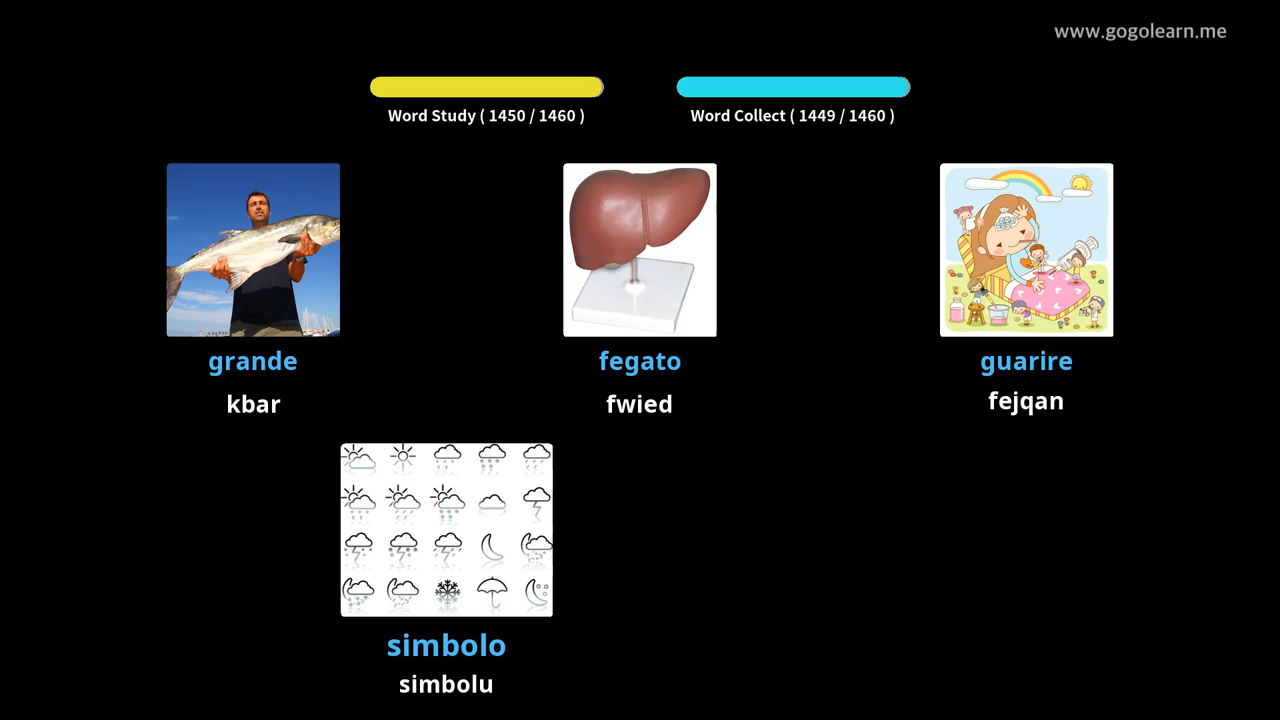 www.gogolearn.me
Word Study ( 1450 / 1460 )
Word Collect ( 1449 / 1460 )
grande
fegato
guarire
kbar
fwied
fejqan
simbolo
simbolu